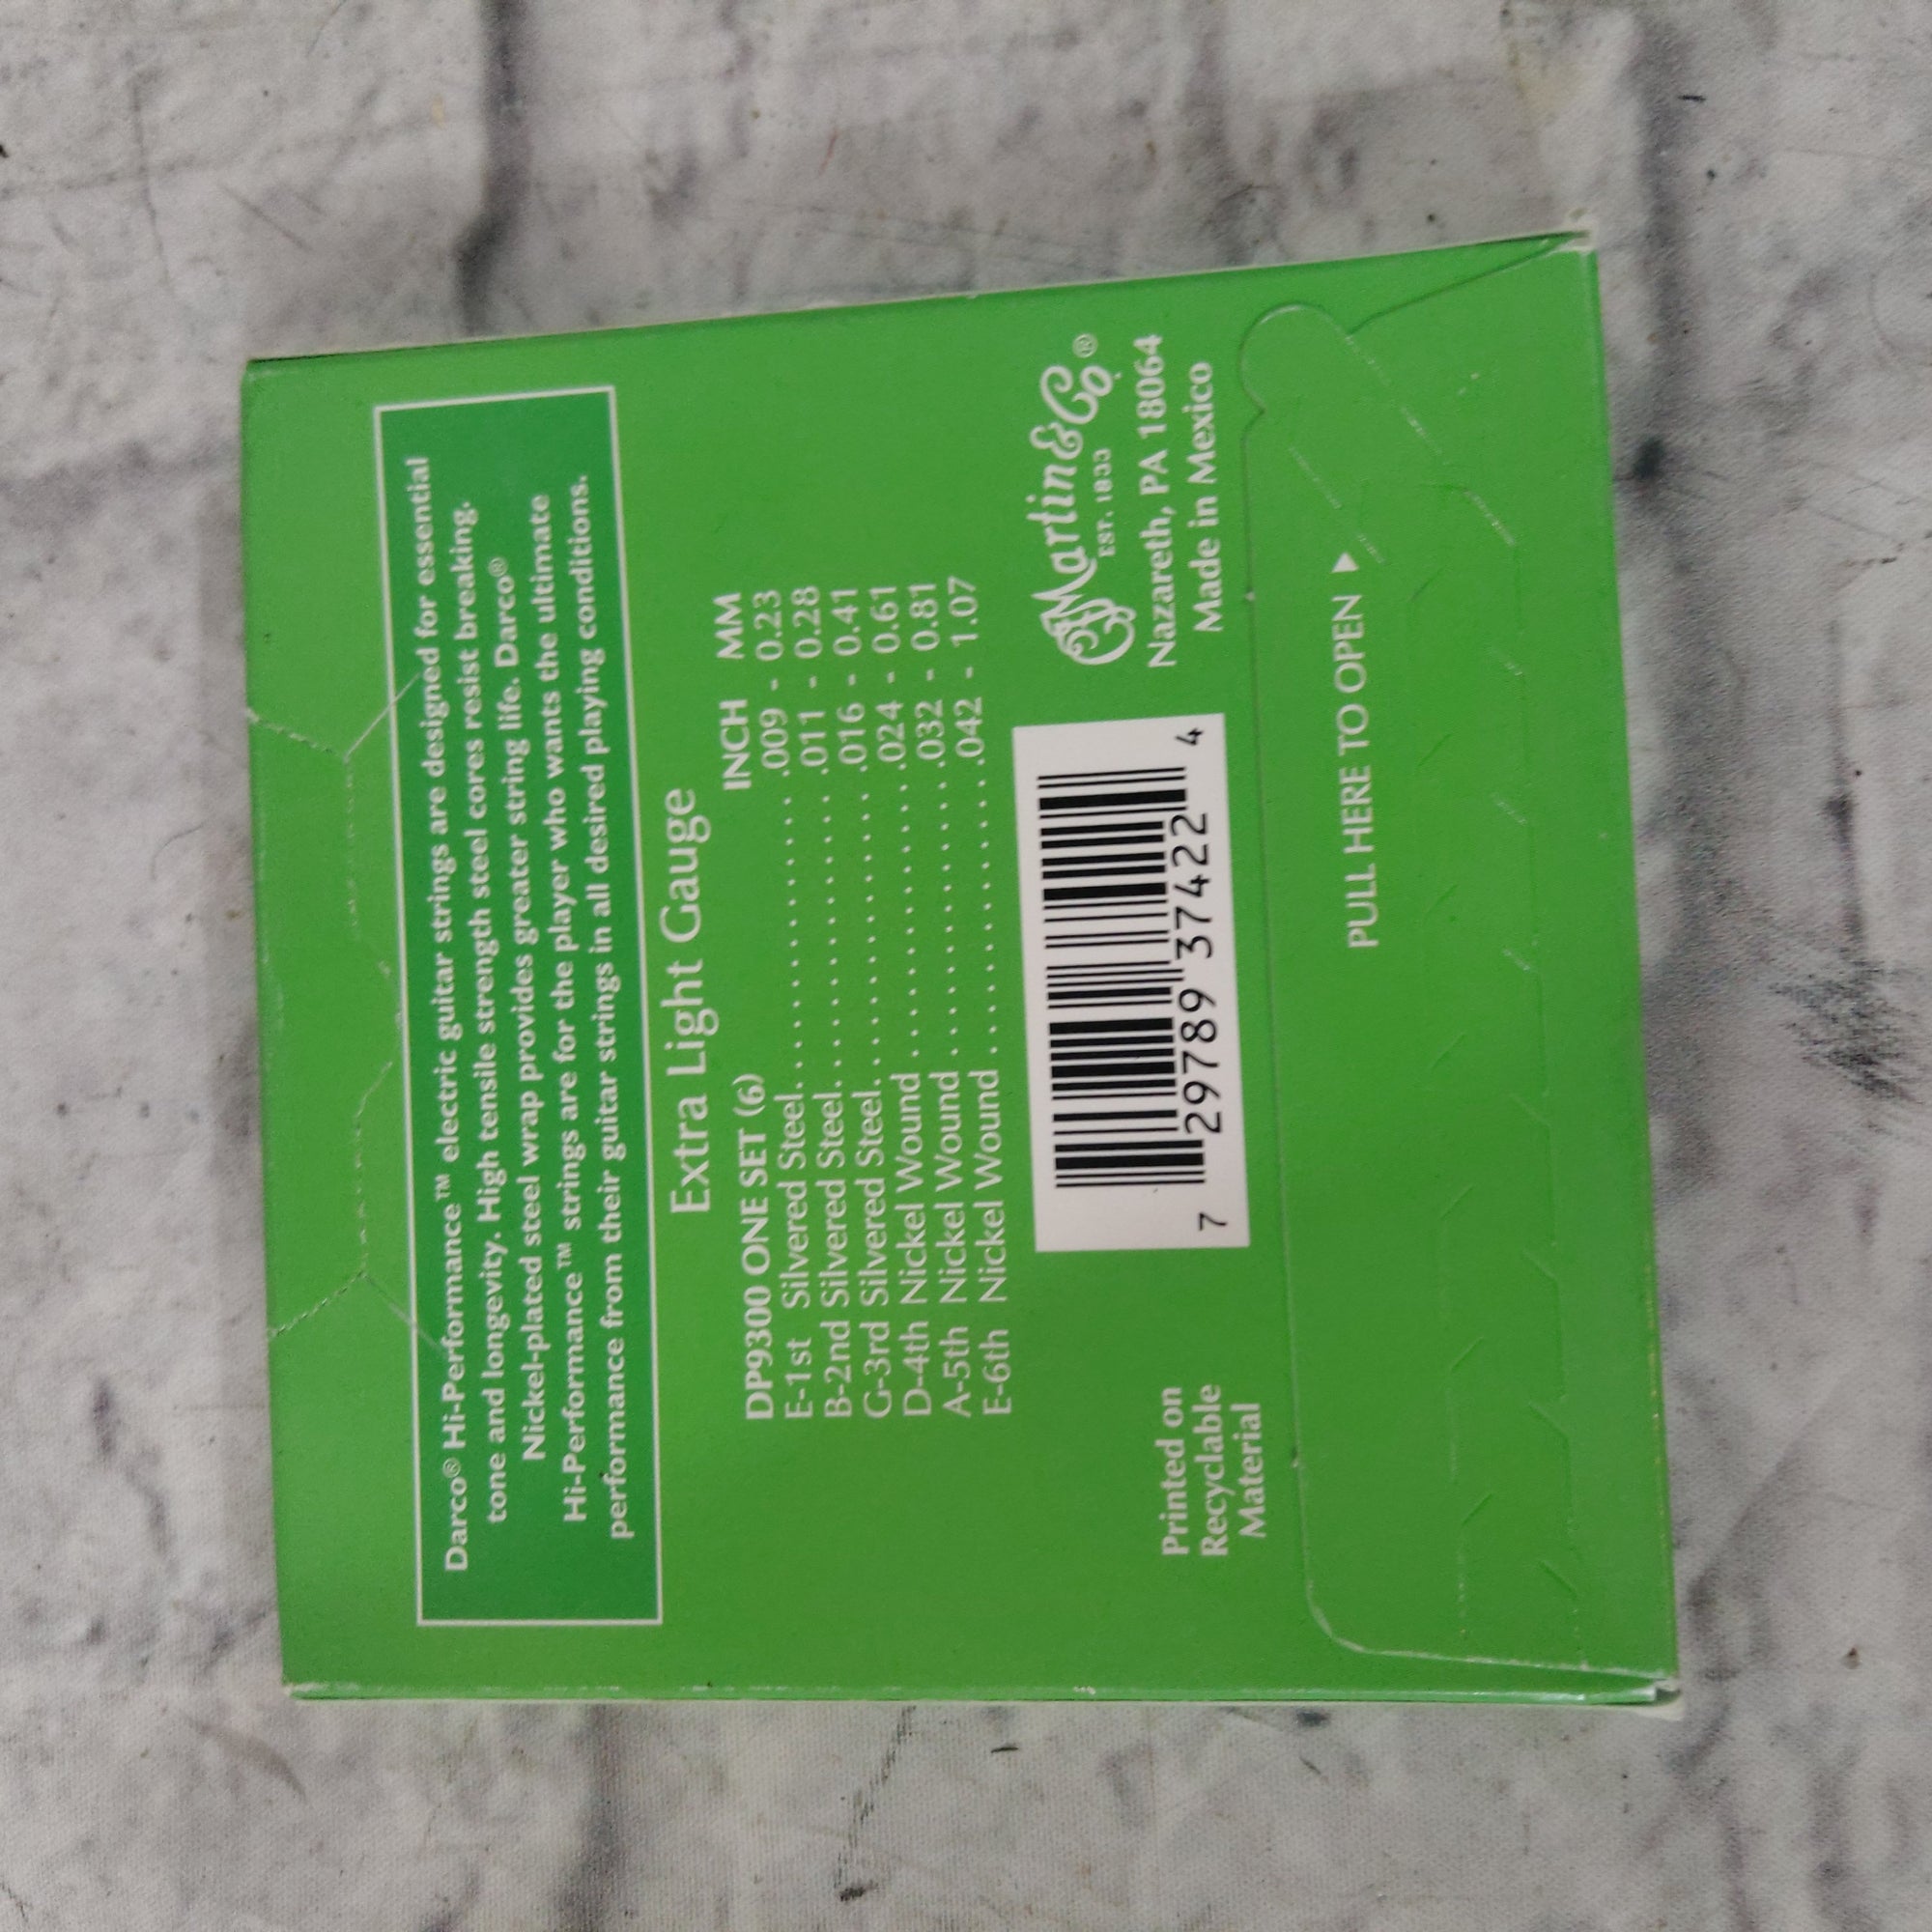 Darco® Hi-Performance™ electric guitar strings are designed for essential
tone and longevity. High tensile strength steel cores resist breaking.
Nickel-plated steel wrap provides greater string life. Darco®
Hi-Performance™ strings are for the player who wants the ultimate
performance from their guitar strings in all desired playing conditions.
Extra Light Gauge
DP9300 ONE SET (6) INCH MM
E-1st Silvered Steel. . . . . . . . . . . . . . . . . .009 - 0.23
B-2nd Silvered Steel. . . . . . . . . . . . . . . . . .011 - 0.28
G-3rd Silvered Steel. . . . . . . . . . . . . . . . . .016 - 0.41
D-4th Nickel Wound . . . . . . . . . . . . . . . . . .024 - 0.61
A-5th Nickel Wound . . . . . . . . . . . . . . . . . .032 - 0.81
E-6th Nickel Wound . . . . . . . . . . . . . . . . . .042 - 1.07
Printed on
Recyclable
Material
7 29789 37422 4
CFMartin & Co.®
EST. 1833
Nazareth, PA 18064
Made in Mexico
PULL HERE TO OPEN ►